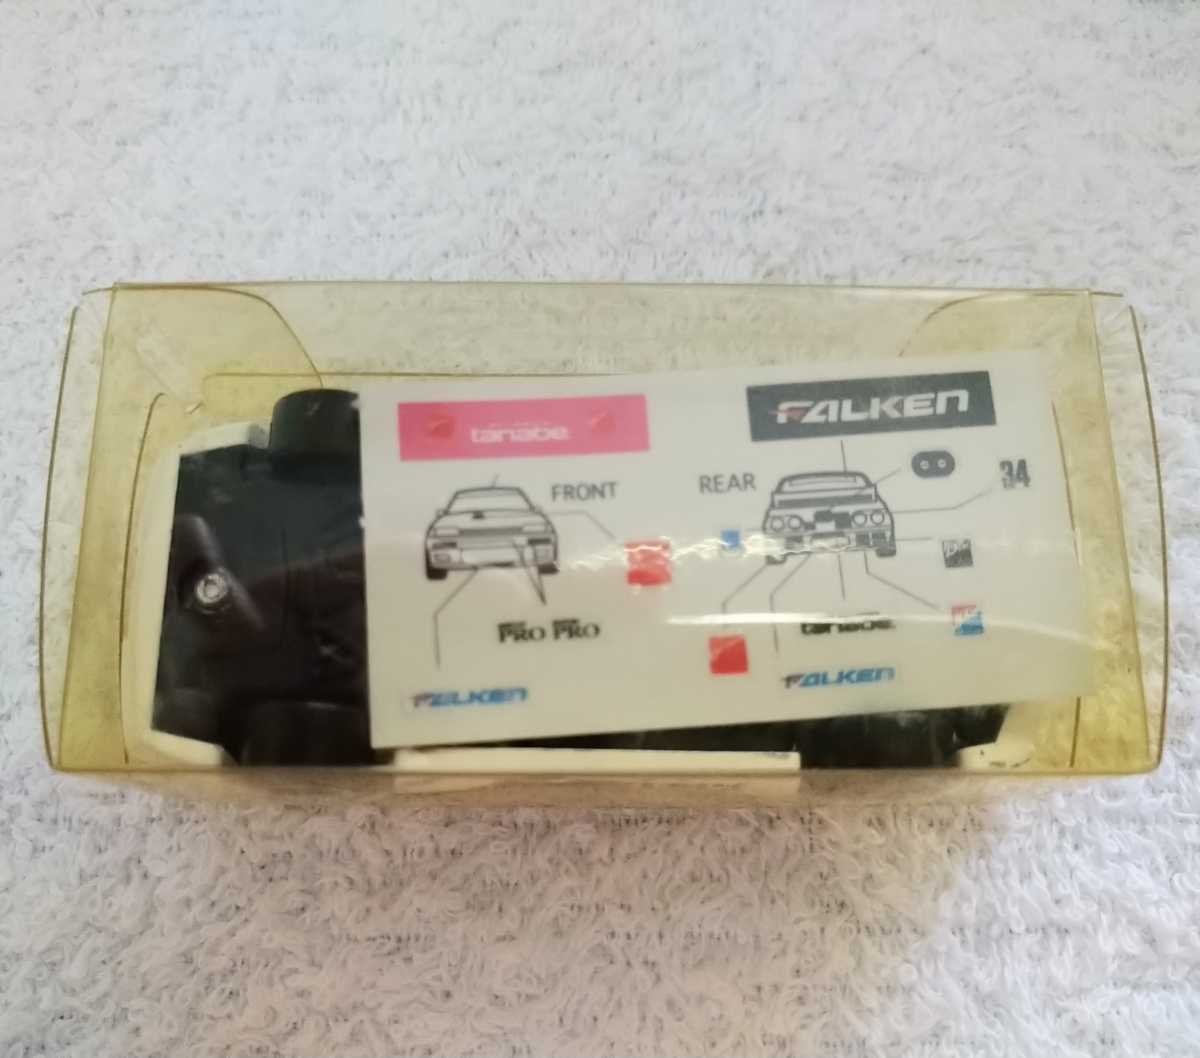 tanabe
FALKEN
FRONT
REAR
34
PRO PRO
tanabe
FALKEN
FALKEN